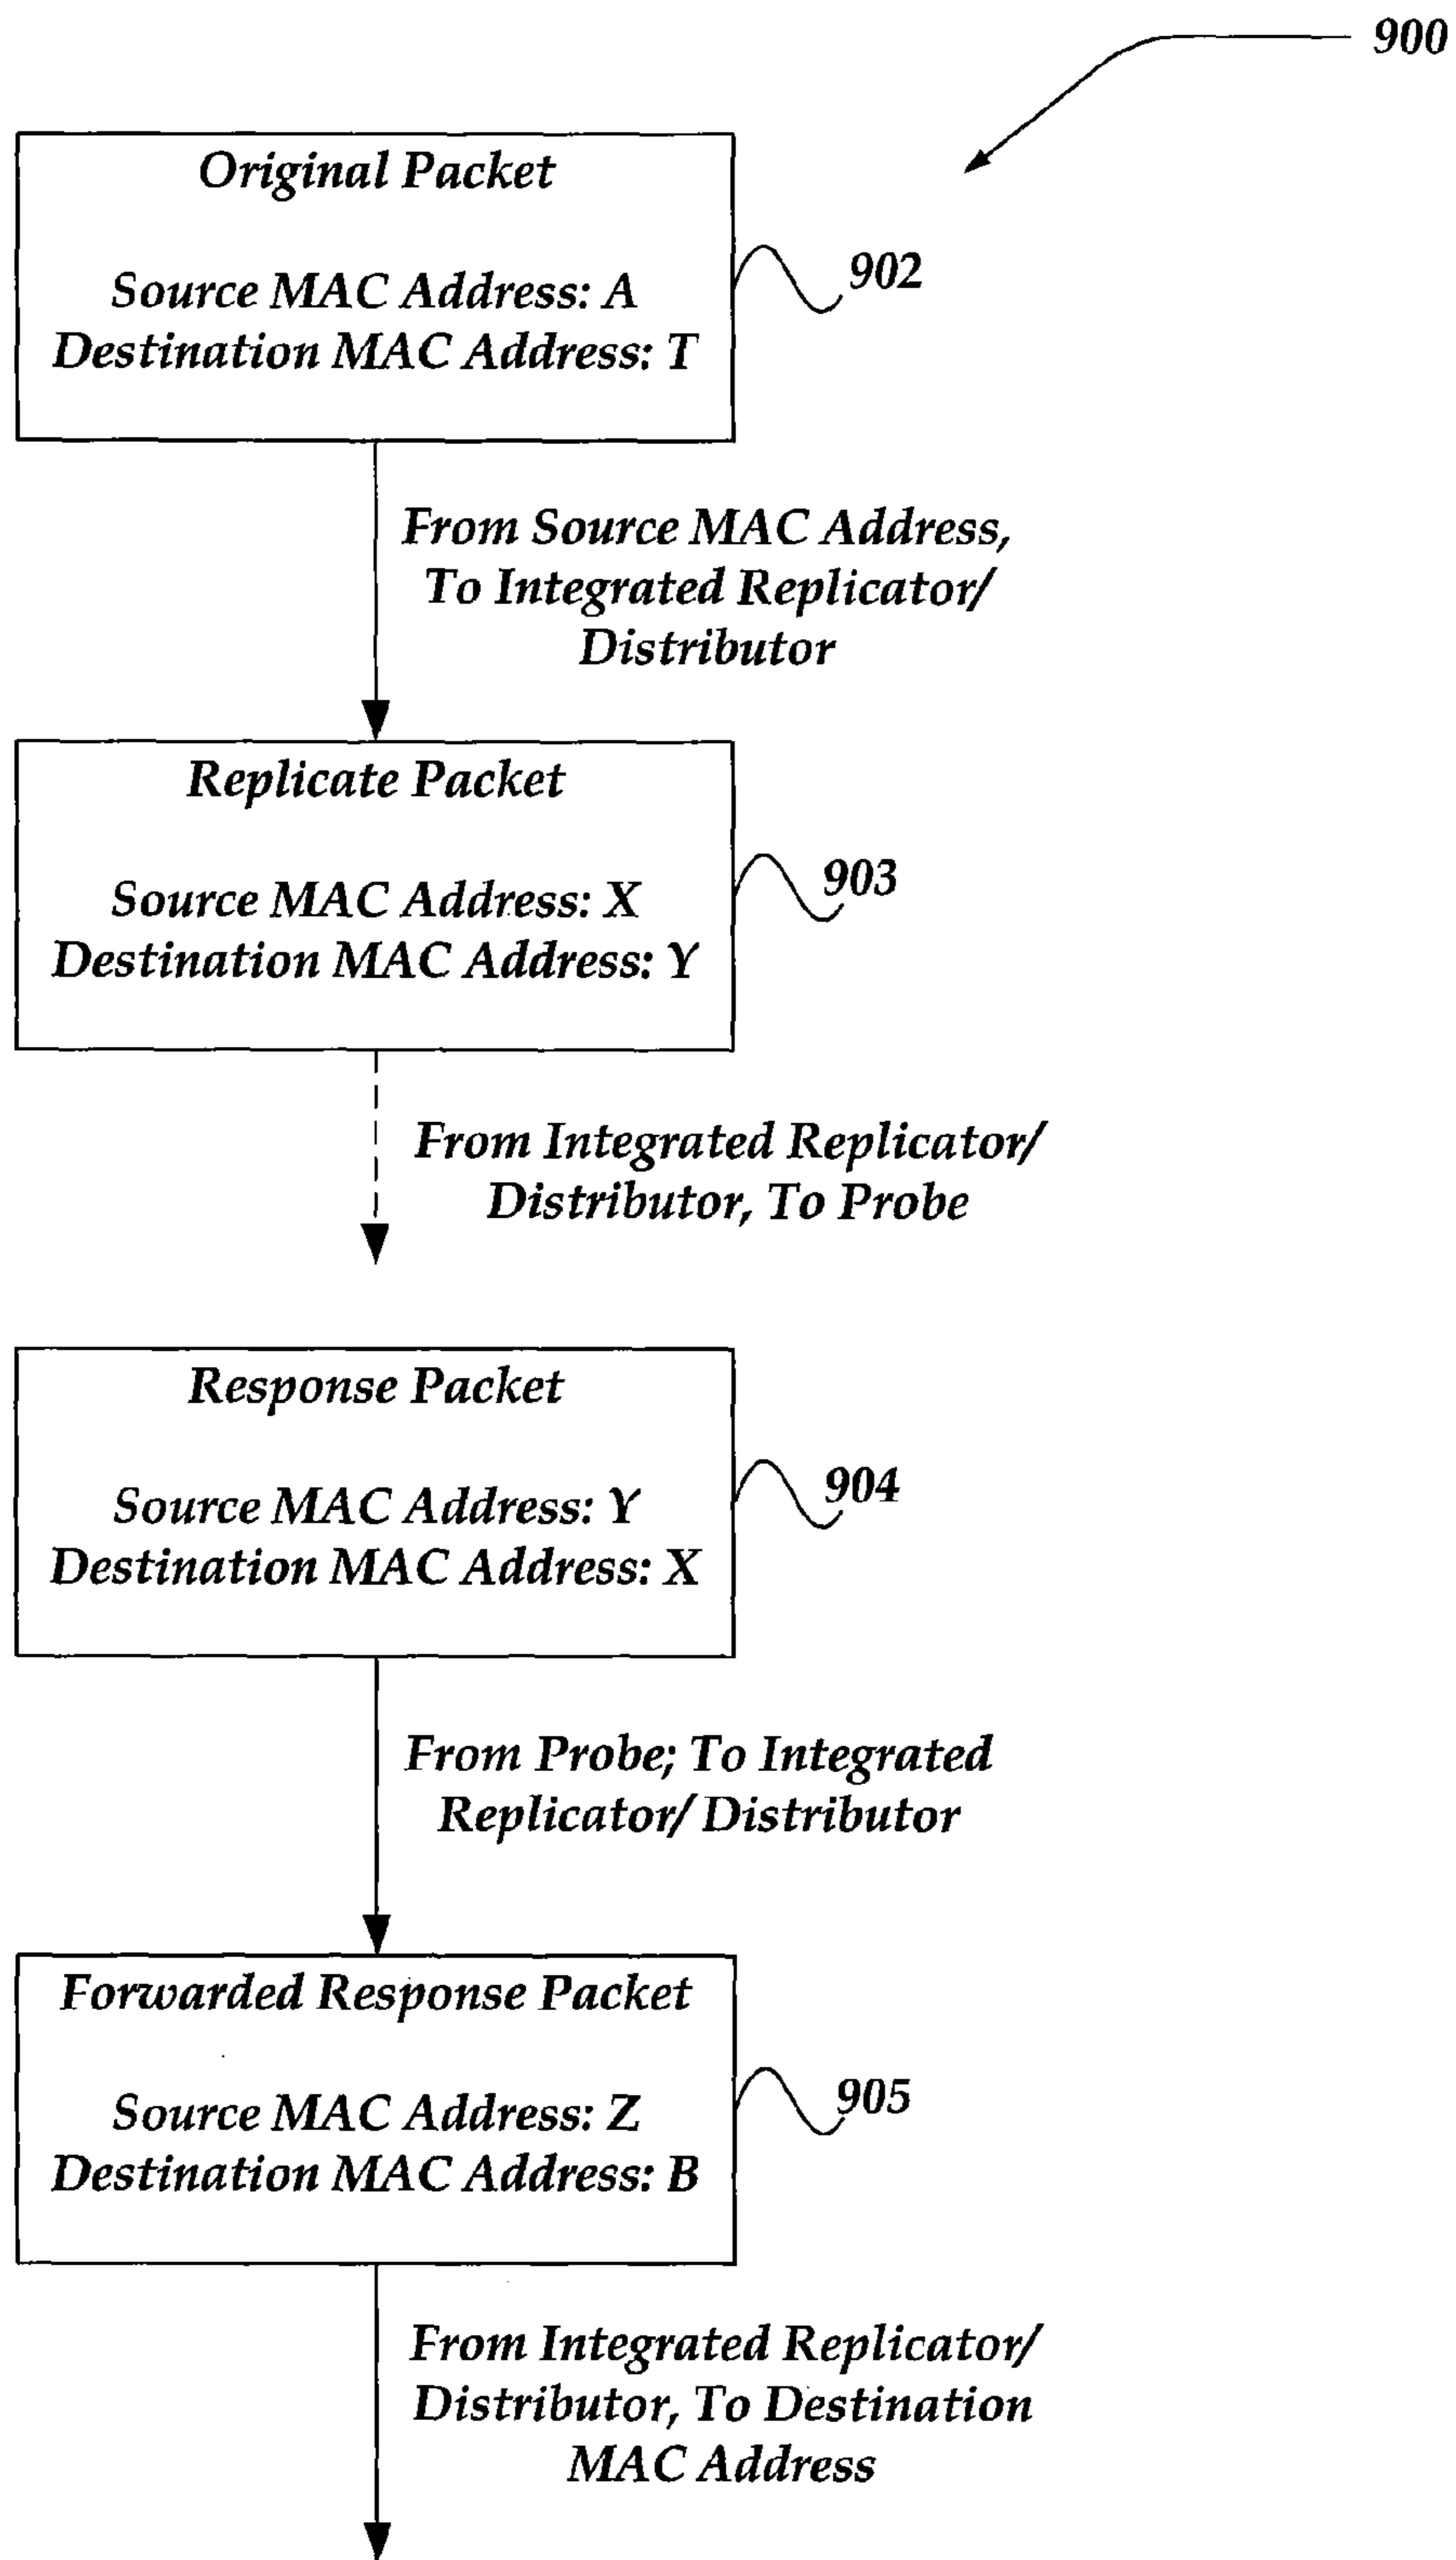 900
Original Packet
Source MAC Address: A
Destination MAC Address: T
902
From Source MAC Address,
To Integrated Replicator/
Distributor
Replicate Packet
Source MAC Address: X
Destination MAC Address: Y
903
From Integrated Replicator/
Distributor, To Probe
Response Packet
Source MAC Address: Y
Destination MAC Address: X
904
From Probe; To Integrated
Replicator/ Distributor
Forwarded Response Packet
Source MAC Address: Z
Destination MAC Address: B
905
From Integrated Replicator/
Distributor, To Destination
MAC Address